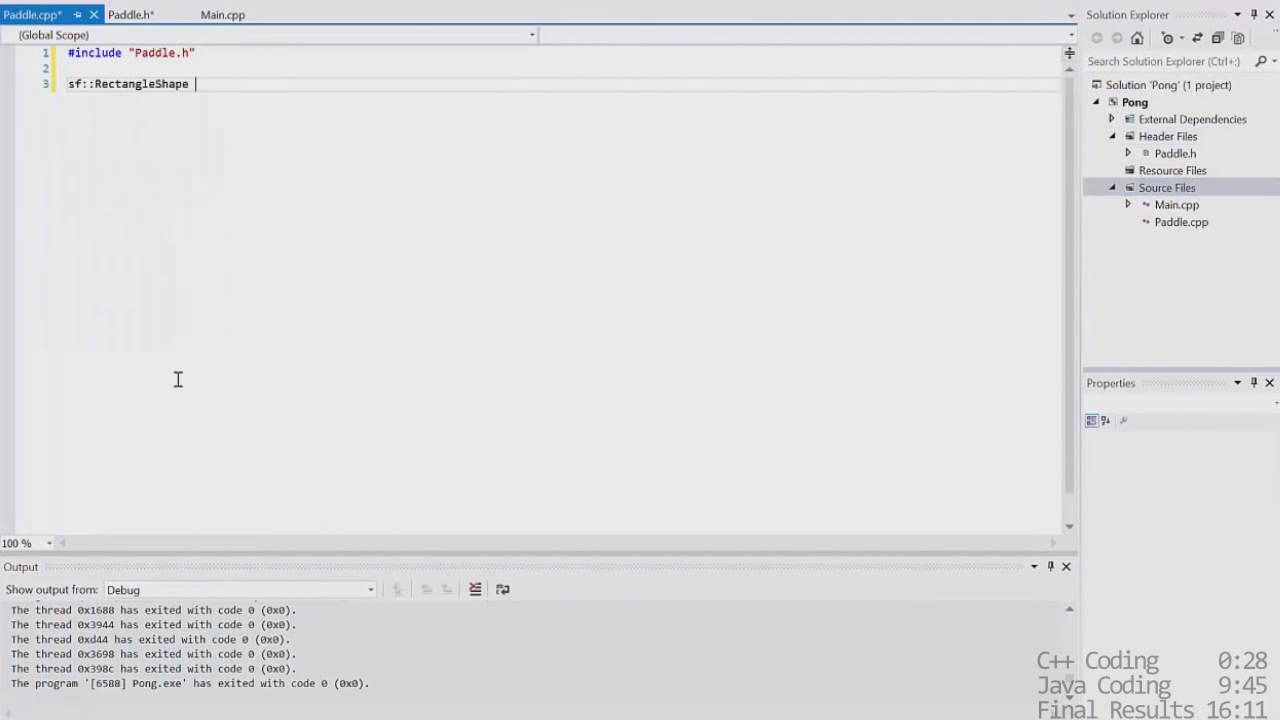 Paddle.cpp* Paddle.h* Main.cpp
(Global Scope)
1 #include "Paddle.h"
2
3 sf::RectangleShape
100 %
Output
Show output from: Debug
The thread 0x1688 has exited with code 0 (0x0).
The thread 0x3944 has exited with code 0 (0x0).
The thread 0xd44 has exited with code 0 (0x0).
The thread 0x3698 has exited with code 0 (0x0).
The thread 0x398c has exited with code 0 (0x0).
The program '[6588] Pong.exe' has exited with code 0 (0x0).
Solution Explorer
Search Solution Explorer (Ctrl+;)
Solution 'Pong' (1 project)
Pong
External Dependencies
Header Files
Paddle.h
Resource Files
Source Files
Main.cpp
Paddle.cpp
Properties
C++ Coding 0:28
Java Coding 9:45
Final Results 16:11